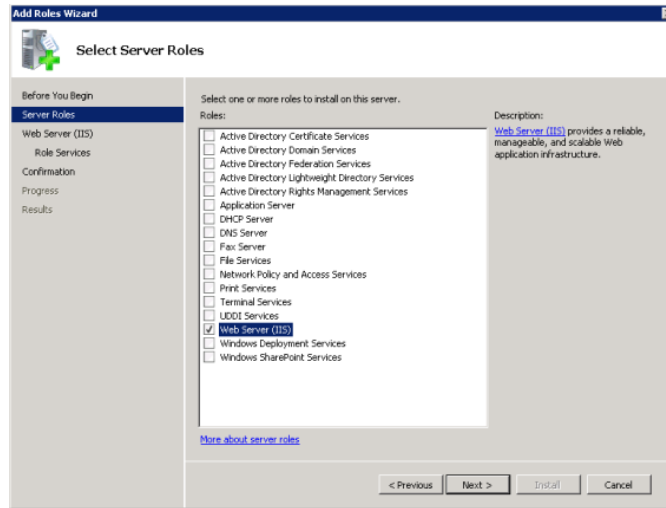 Add Roles Wizard
Select Server Roles
Before You Begin
Server Roles
Web Server (IIS)
Role Services
Confirmation
Progress
Results
Select one or more roles to install on this server.
Roles:
Active Directory Certificate Services
Active Directory Domain Services
Active Directory Federation Services
Active Directory Lightweight Directory Services
Active Directory Rights Management Services
Application Server
DHCP Server
DNS Server
Fax Server
File Services
Network Policy and Access Services
Print Services
Terminal Services
UDDI Services
Web Server (IIS)
Windows Deployment Services
Windows SharePoint Services
More about server roles
Description:
Web Server (IIS) provides a reliable,
manageable, and scalable Web
application infrastructure.
< Previous
Next >
Install
Cancel